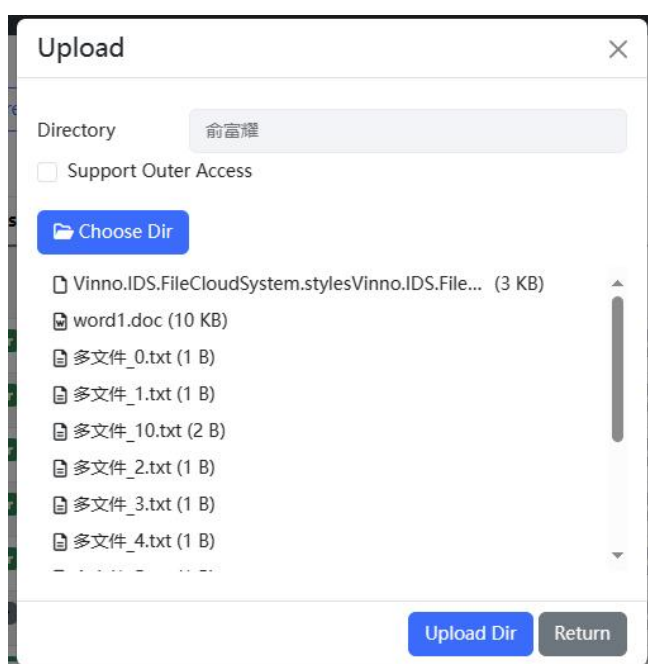 Upload
Directory 俞富耀
Support Outer Access
Choose Dir
Vinno.IDS.FileCloudSystem.stylesVinno.IDS.File... (3 KB)
word1.doc (10 KB)
多文件_0.txt (1 B)
多文件_1.txt (1 B)
多文件_10.txt (2 B)
多文件_2.txt (1 B)
多文件_3.txt (1 B)
多文件_4.txt (1 B)
Upload Dir Return